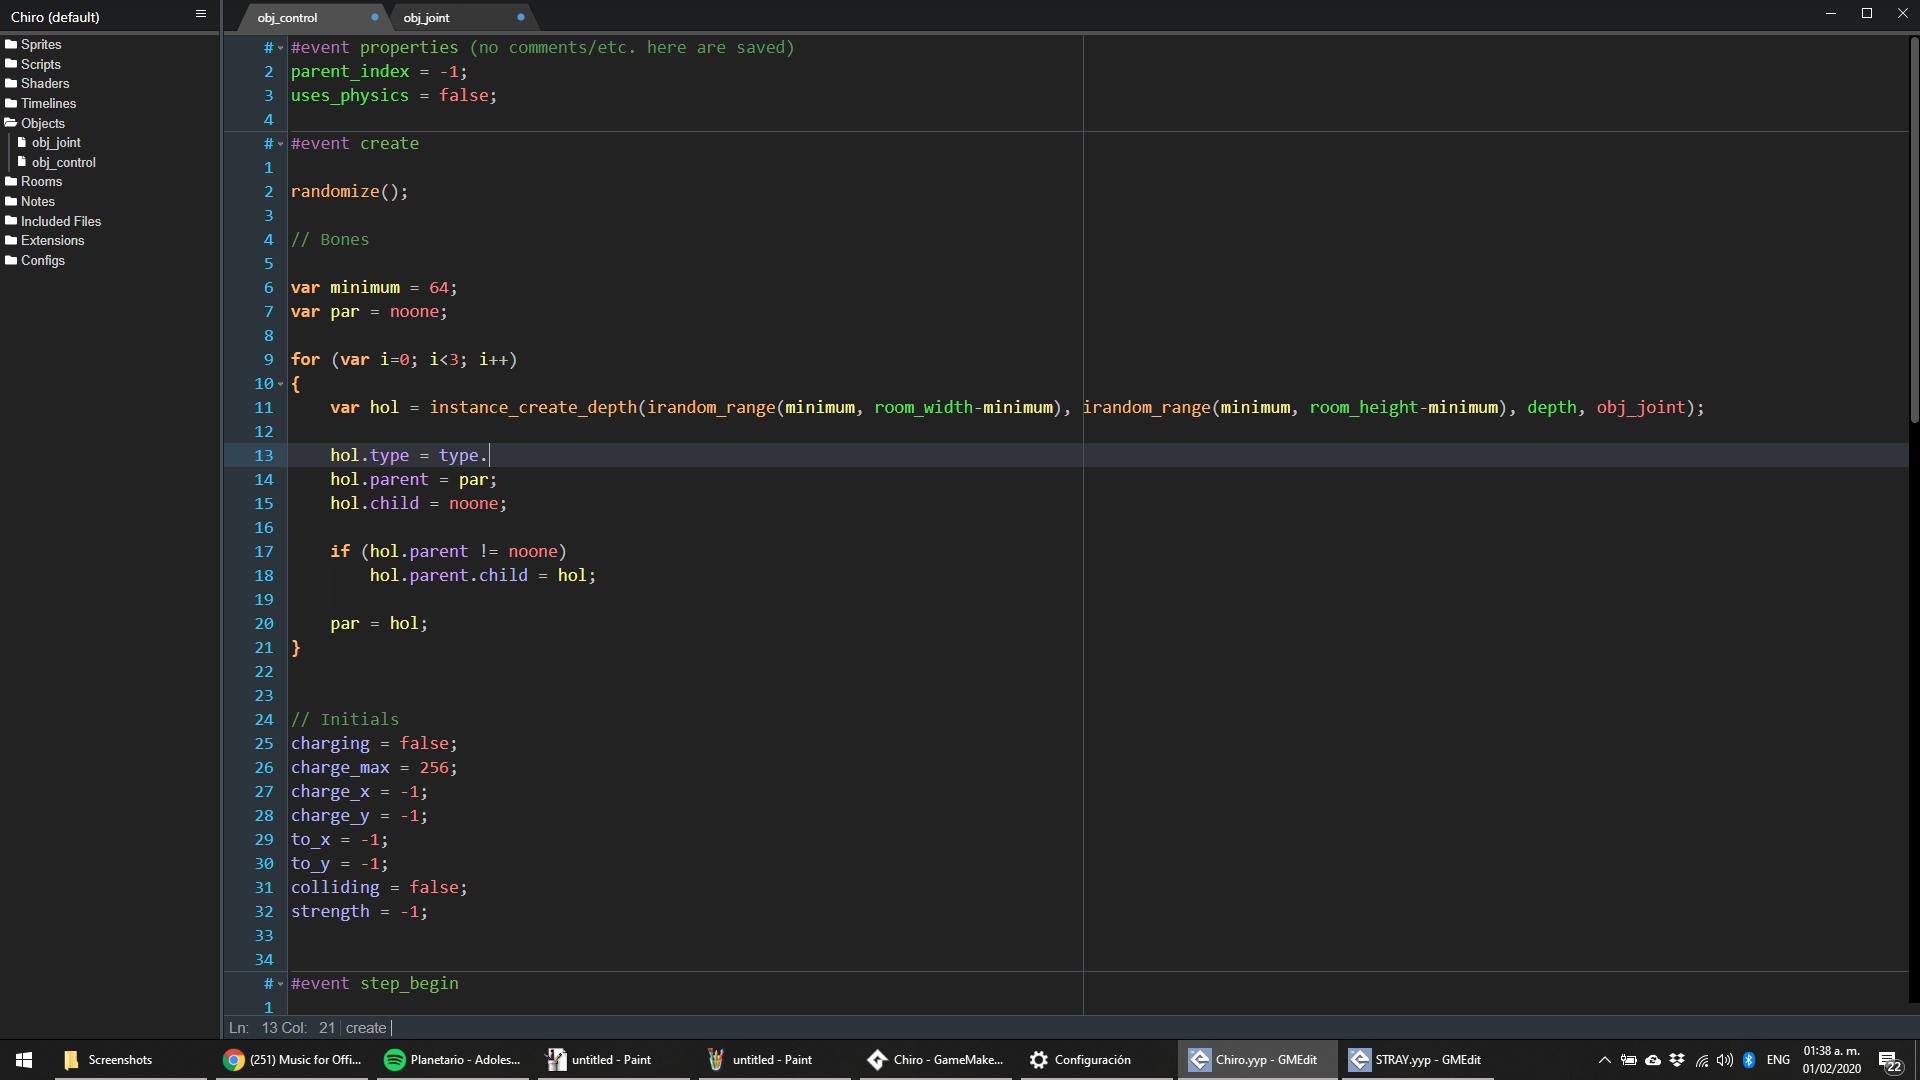 Chiro (default)
obj_control
obj_joint
Sprites
Scripts
Shaders
Timelines
Objects
obj_joint
obj_control
Rooms
Notes
Included Files
Extensions
Configs
# #event properties (no comments/etc. here are saved)
2 parent_index = -1;
3 uses_physics = false;
4
# #event create
1
2 randomize();
3
4 // Bones
5
6 var minimum = 64;
7 var par = noone;
8
9 for (var i=0; i<3; i++)
10 {
11 var hol = instance_create_depth(irandom_range(minimum, room_width-minimum), irandom_range(minimum, room_height-minimum), depth, obj_joint);
12
13 hol.type = type.
14 hol.parent = par;
15 hol.child = noone;
16
17 if (hol.parent != noone)
18 hol.parent.child = hol;
19
20 par = hol;
21 }
22
23
24 // Initials
25 charging = false;
26 charge_max = 256;
27 charge_x = -1;
28 charge_y = -1;
29 to_x = -1;
30 to_y = -1;
31 colliding = false;
32 strength = -1;
33
34
# #event step_begin
1
Ln: 13 Col: 21 create
Screenshots
(251) Music for Offi...
Planetario - Adoles...
untitled - Paint
untitled - Paint
Chiro - GameMake...
Configuración
Chiro.yyp - GMEdit
STRAY.yyp - GMEdit
ENG
01:38 a. m.
01/02/2020
22